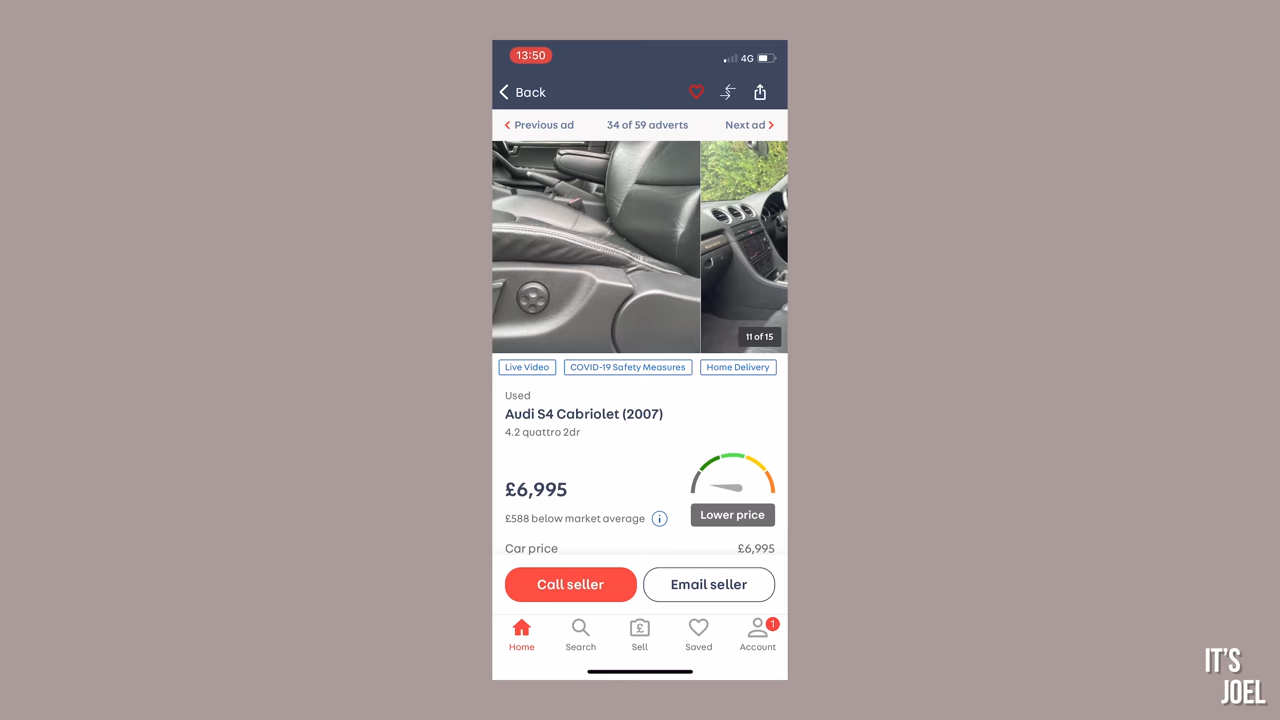 13:50
4G
Back
Previous ad
34 of 59 adverts
Next ad
11 of 15
Live Video
COVID-19 Safety Measures
Home Delivery
Used
Audi S4 Cabriolet (2007)
4.2 quattro 2dr
£6,995
£588 below market average
i
Lower price
Car price
£6,995
Call seller
Email seller
£
1
Home
Search
Sell
Saved
Account
IT'S
JOEL